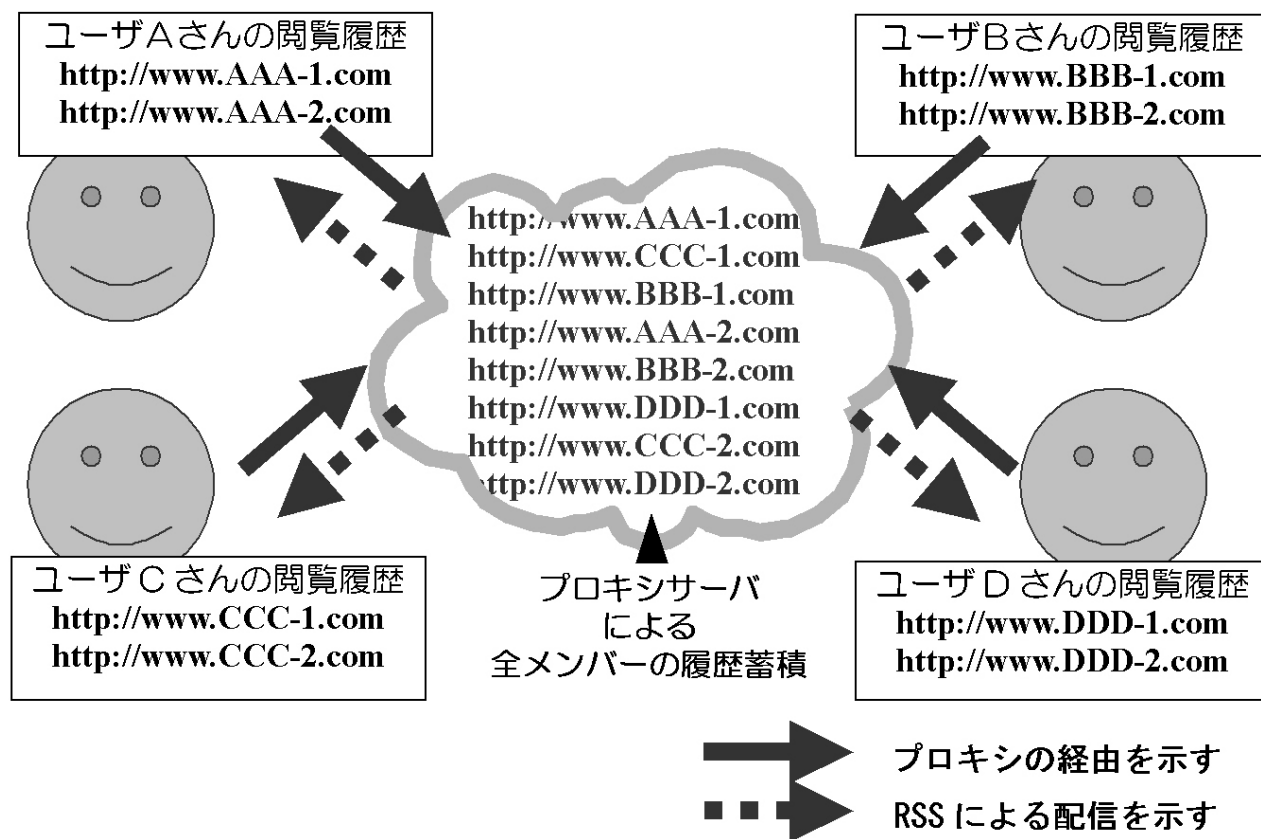 ユーザAさんの閲覧履歴
http://www.AAA-1.com
http://www.AAA-2.com
ユーザBさんの閲覧履歴
http://www.BBB-1.com
http://www.BBB-2.com
http://www.AAA-1.com
http://www.CCC-1.com
http://www.BBB-1.com
http://www.AAA-2.com
http://www.BBB-2.com
http://www.DDD-1.com
http://www.CCC-2.com
http://www.DDD-2.com
ユーザCさんの閲覧履歴
http://www.CCC-1.com
http://www.CCC-2.com
プロキシサーバ
による
全メンバーの履歴蓄積
ユーザDさんの閲覧履歴
http://www.DDD-1.com
http://www.DDD-2.com
プロキシの経由を示す
RSSによる配信を示す